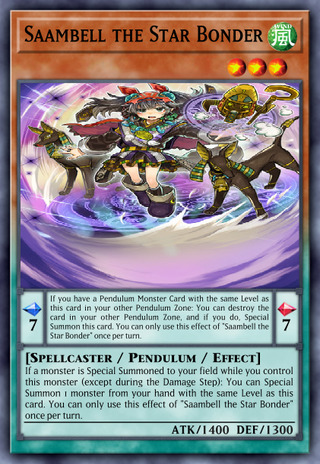 Saambell the Star Bonder
WIND
風
If you have a Pendulum Monster Card with the same Level as
this card in your other Pendulum Zone: You can destroy the
card in your other Pendulum Zone, and if you do, Special
Summon this card. You can only use this effect of "Saambell
the Star Bonder" once per turn.
7
7
[Spellcaster / Pendulum / Effect]
If a monster is Special Summoned to your field while you control
this monster (except during the Damage Step): You can Special
Summon 1 monster from your hand with the same Level as this
card. You can only use this effect of "Saambell the Star Bonder"
once per turn.
ATK/1400 DEF/1300